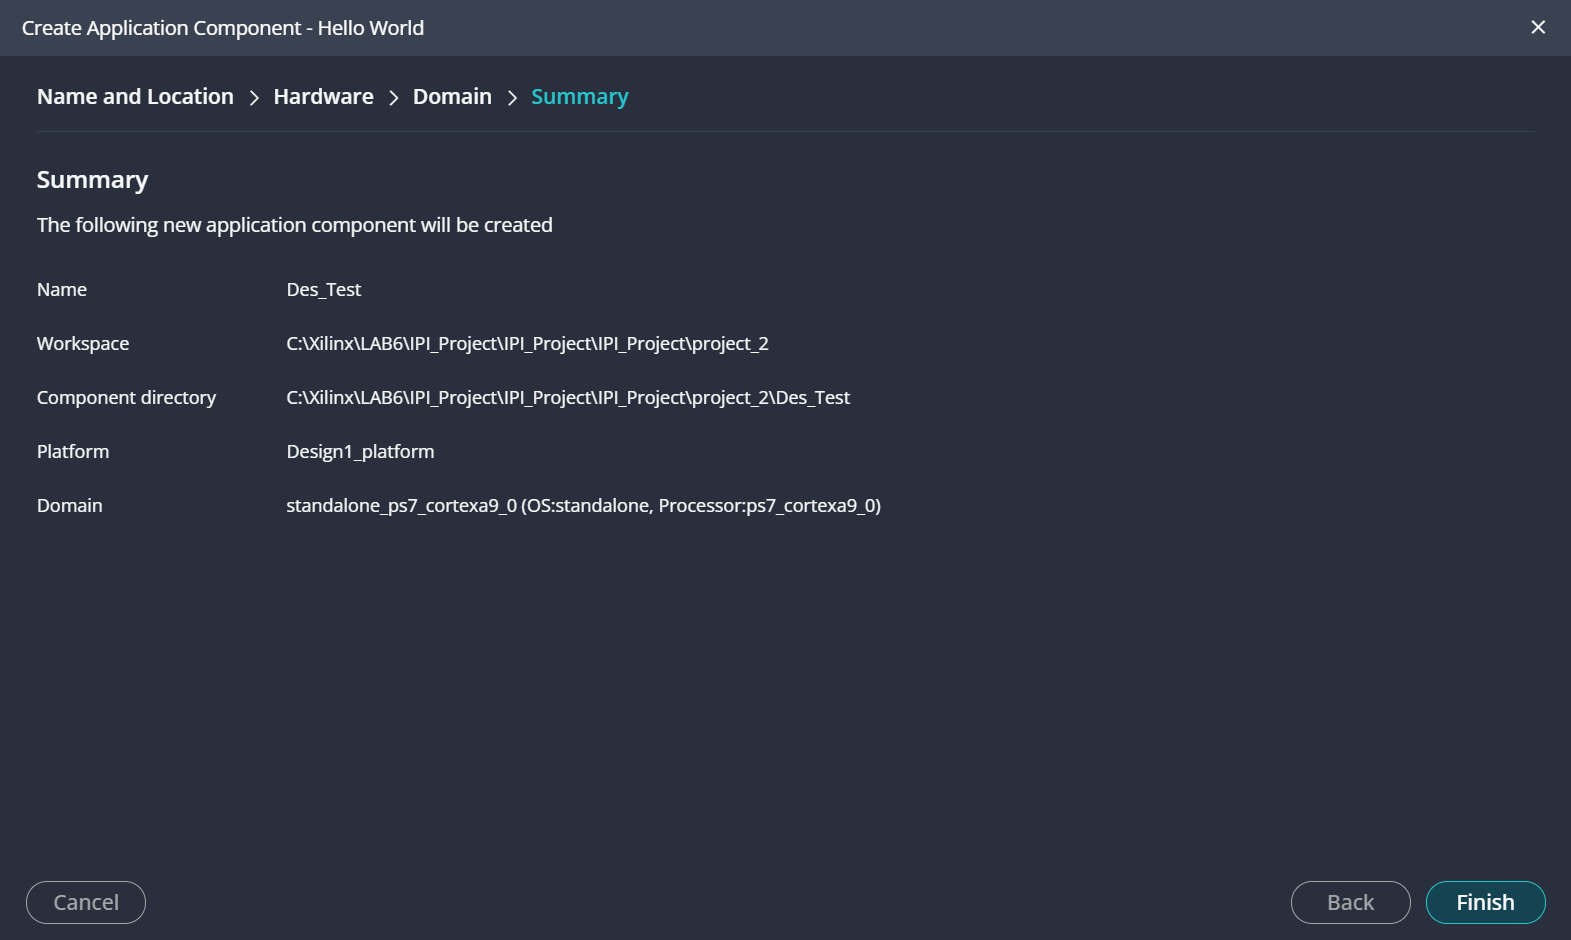 Create Application Component - Hello World
Name and Location > Hardware > Domain > Summary
Summary
The following new application component will be created
Name Des_Test
Workspace C:\Xilinx\LAB6\IPI_Project\IPI_Project\IPI_Project\project_2
Component directory C:\Xilinx\LAB6\IPI_Project\IPI_Project\IPI_Project\project_2\Des_Test
Platform Design1_platform
Domain standalone_ps7_cortexa9_0 (OS:standalone, Processor:ps7_cortexa9_0)
Cancel Back Finish